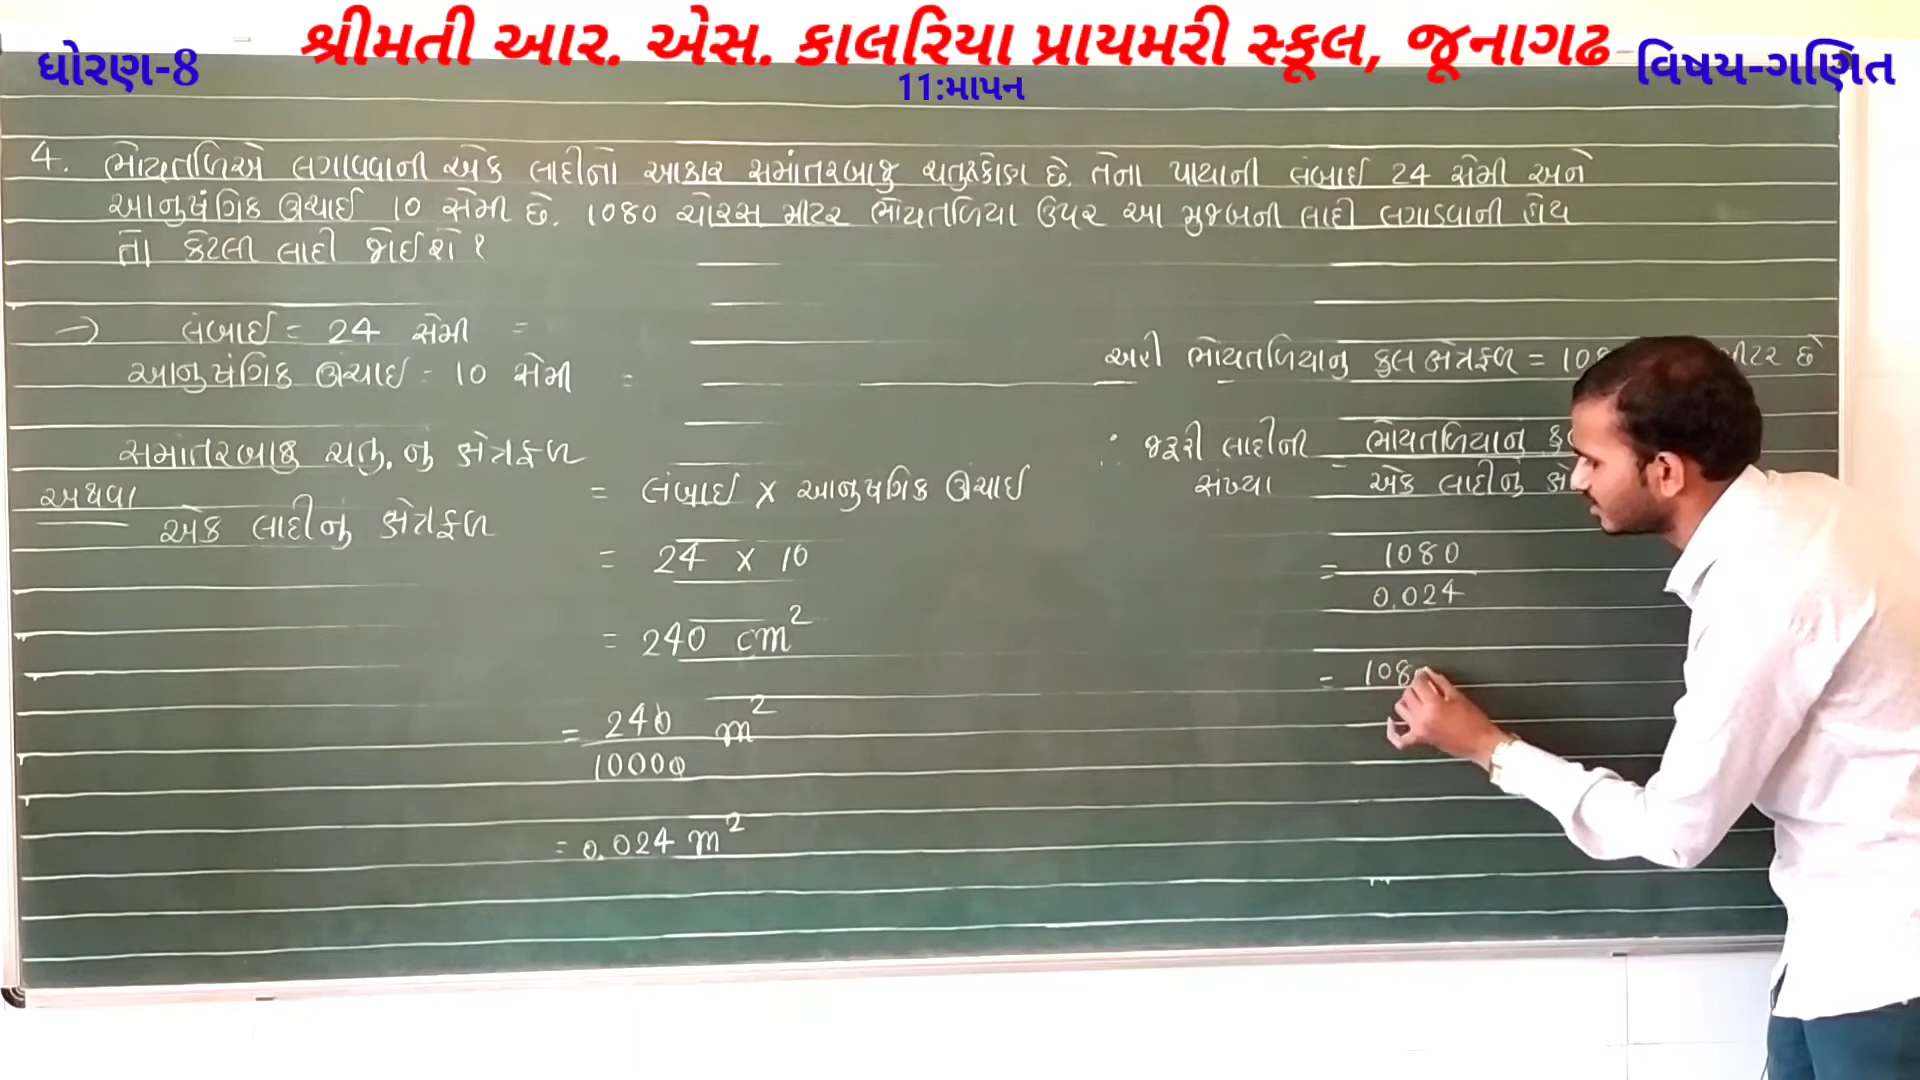 શ્રીમતી આર. એસ. કાલરિયા પ્રાયમરી સ્કૂલ, જૂનાગઢ
ધોરણ-8
11:માપન
વિષય-ગણિત
4. ભોંયતળિએ લગાવવાની એક લાદીનો આકાર સમાંતરબાજુ ચતુષ્કોણ છે. તેના પાયાની લંબાઈ 24 સેમી અને
આનુષંગિક ઊંચાઈ 10 સેમી છે. 1080 ચોરસ મીટર ભોંયતળિયા ઉપર આ મુજબની લાદી લગાડવાની હોય
તો કેટલી લાદી જોઈશે ?
→ લંબાઈ = 24 સેમી =
આનુષંગિક ઊંચાઈ = 10 સેમી =
સમાંતરબાજુ ચતુ. નું ક્ષેત્રફળ
અથવા
એક લાદીનું ક્ષેત્રફળ
= લંબાઈ × આનુષંગિક ઊંચાઈ
= 24 × 10
= 240 cm²
= 240 m²
10000
= 0.024 m²
ભોંયતળિયાનુ કુલ ક્ષેત્રફળ = 10 મીટર છે
∴ જરૂરી લાદીની = ભોંયતળિયાનુ
સંખ્યા એક લાદીનું
= 1080
0.024
= 108